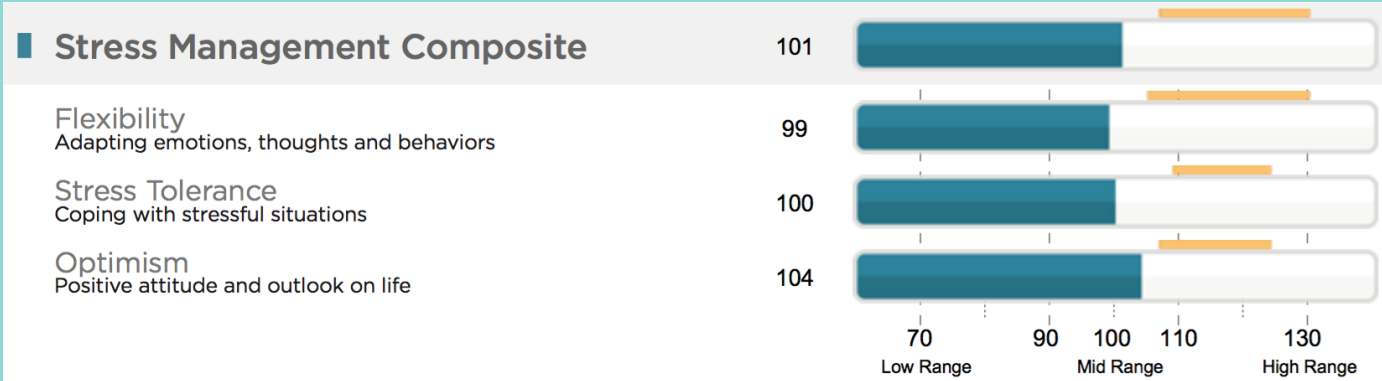 Stress Management Composite 101
Flexibility
Adapting emotions, thoughts and behaviors
99
Stress Tolerance
Coping with stressful situations
100
Optimism
Positive attitude and outlook on life
104
70 90 100 110 130
Low Range Mid Range High Range